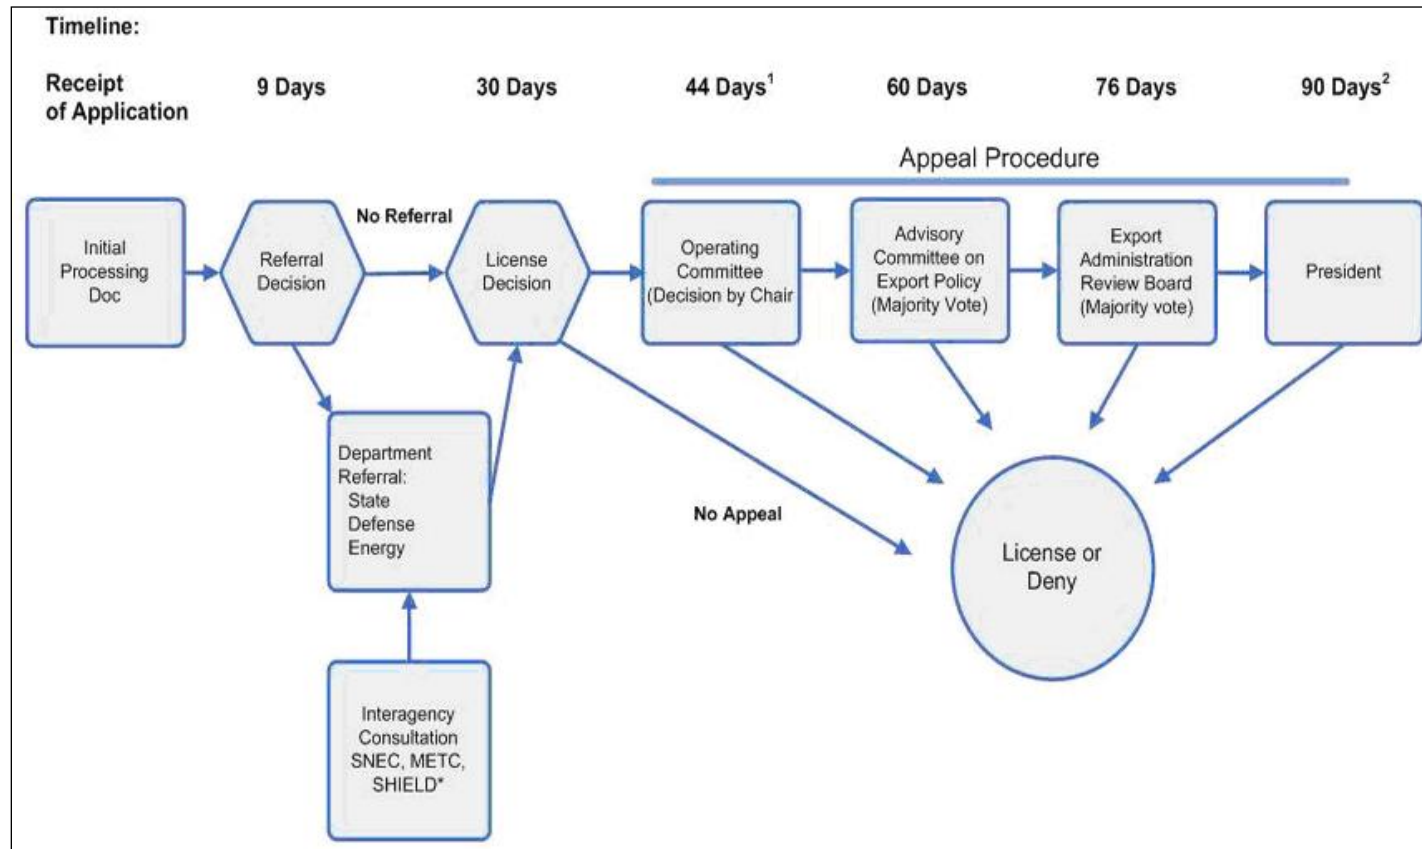 Timeline:
Receipt
of Application
9 Days
30 Days
44 Days¹
60 Days
76 Days
90 Days²
Appeal Procedure
Initial
Processing
Doc
Referral
Decision
No Referral
License
Decision
Operating
Committee
(Decision by Chair
Advisory
Committee on
Export Policy
(Majority Vote)
Export
Administration
Review Board
(Majority vote)
President
Department
Referral:
State
Defense
Energy
No Appeal
License or
Deny
Interagency
Consultation
SNEC, METC,
SHIELD*